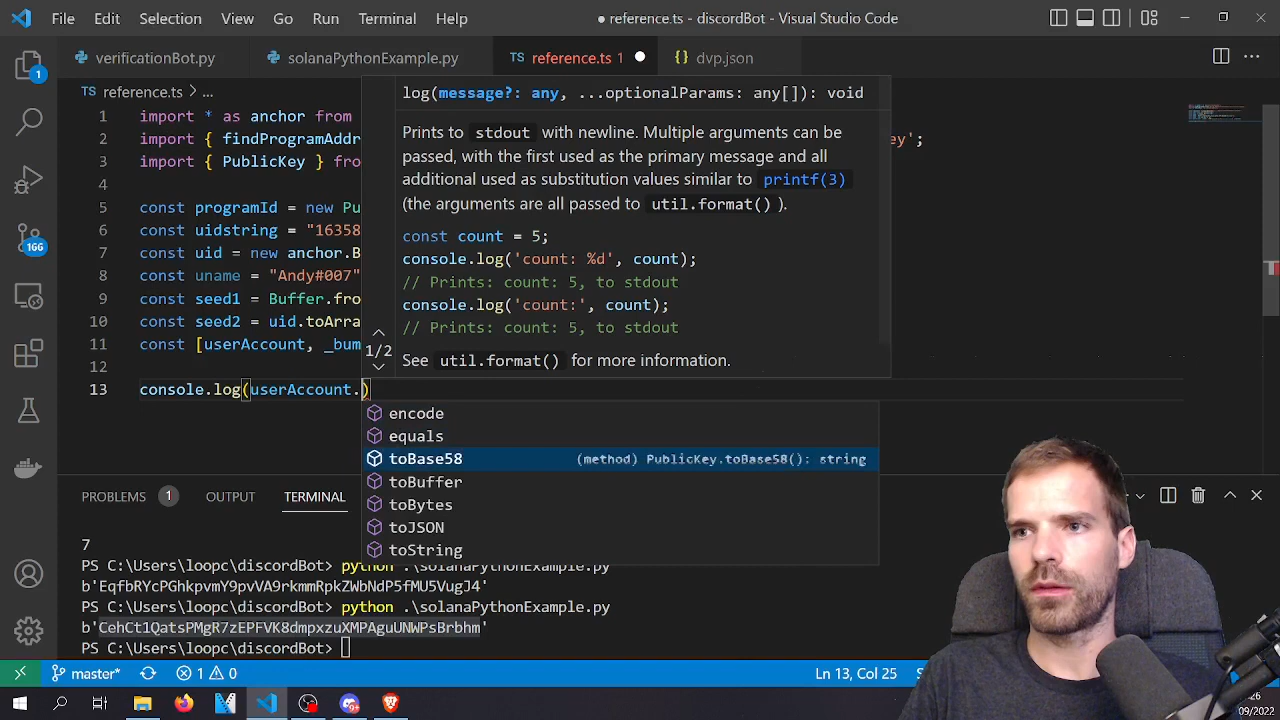 File Edit Selection View Go Run Terminal Help
● reference.ts - discordBot - Visual Studio Code
verificationBot.py
solanaPythonExample.py
TS reference.ts 1
{} dvp.json
1
166
TS reference.ts > ...
1 import * as anchor from
2 import { findProgramAddr
ey';
3 import { PublicKey } fro
4
5 const programId = new Pu
6 const uidstring = "16358
7 const uid = new anchor.B
8 const uname = "Andy#007"
9 const seed1 = Buffer.fro
10 const seed2 = uid.toArra
11 const [userAccount, _bum
12
13 console.log(userAccount.)
log(message?: any, ...optionalParams: any[]): void
Prints to stdout with newline. Multiple arguments can be
passed, with the first used as the primary message and all
additional used as substitution values similar to printf(3)
(the arguments are all passed to util.format() ).
const count = 5;
console.log('count: %d', count);
// Prints: count: 5, to stdout
console.log('count:', count);
// Prints: count: 5, to stdout
1/2
See util.format() for more information.
encode
equals
toBase58 (method) PublicKey.toBase58(): string
toBuffer
toBytes
toJSON
toString
PROBLEMS 1 OUTPUT TERMINAL
7
PS C:\Users\loopc\discordBot> python .\solanaPythonExample.py
b'EqfbRYcPGhkpvmY9pvVA9rkmmRpkZWbNdP5fMU5VugJ4'
PS C:\Users\loopc\discordBot> python .\solanaPythonExample.py
b'CehCt1QatsPMgR7zEPFVK8dmpxzuXMPAguUNWPsBrbhm'
PS C:\Users\loopc\discordBot>
master* 1 0
Ln 13, Col 25
26
09/2022